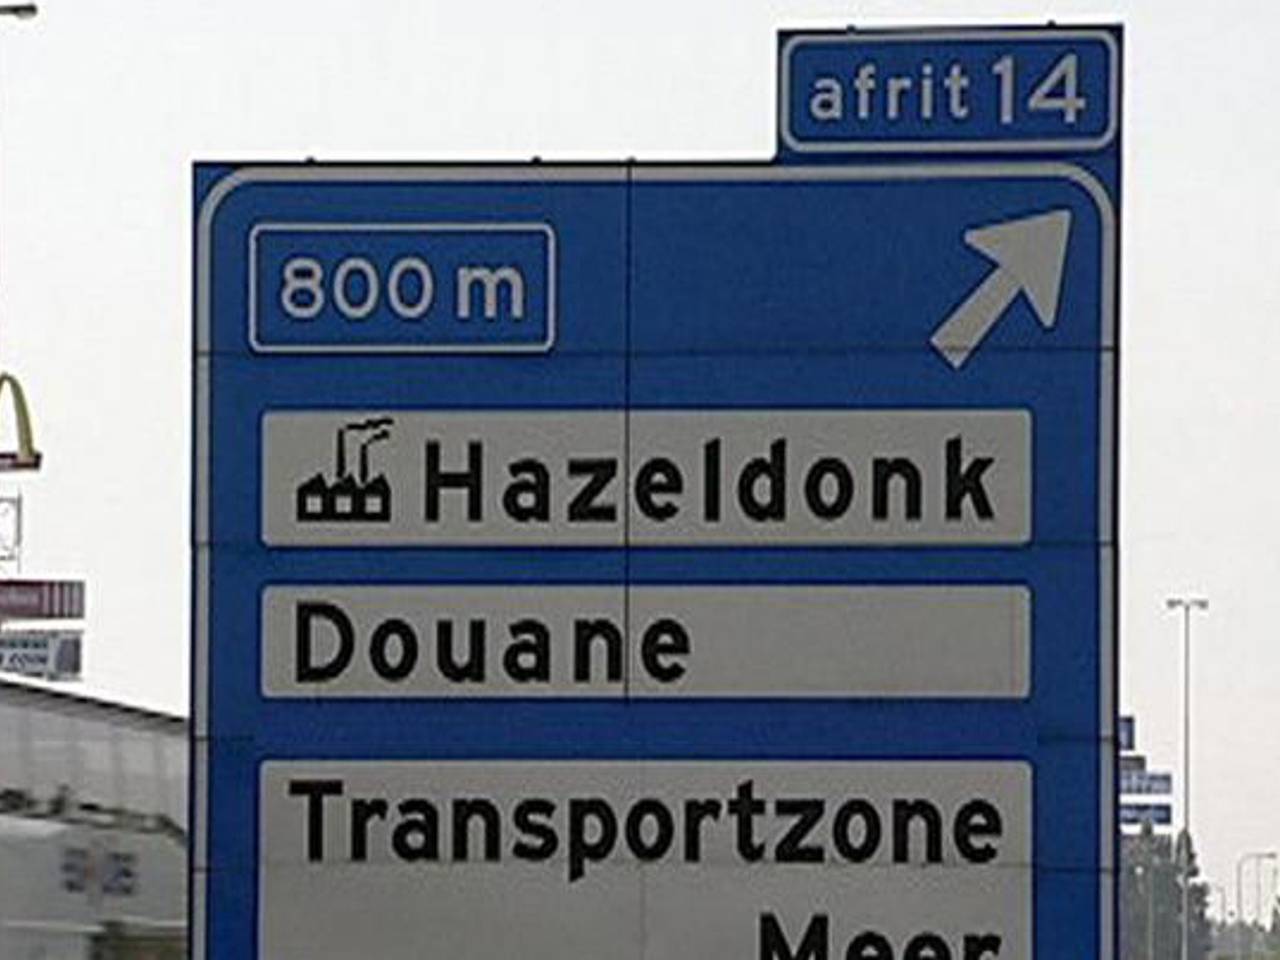 afrit 14
800 m
Hazeldonk
Douane
Transportzone
Meer